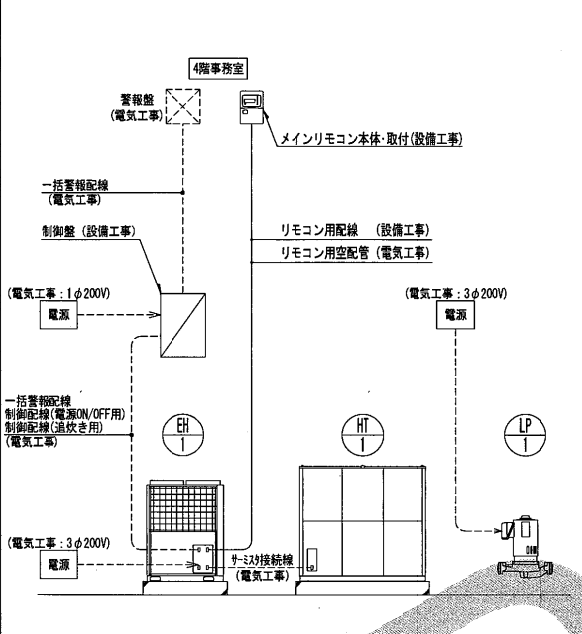 4階事務室
警報盤
(電気工事)
メインリモコン本体・取付(設備工事)
一括警報配線
(電気工事)
制御盤(設備工事)
リモコン用配線 (設備工事)
リモコン用空配管(電気工事)
(電気工事:1φ200V)
電源
(電気工事:3φ200V)
電源
一括警報配線
制御配線(電源ON/OFF用)
制御配線(追炊き用)
(電気工事)
EH
1
HT
1
LP
1
(電気工事:3φ200V)
電源
サーミスタ接続線
(電気工事)